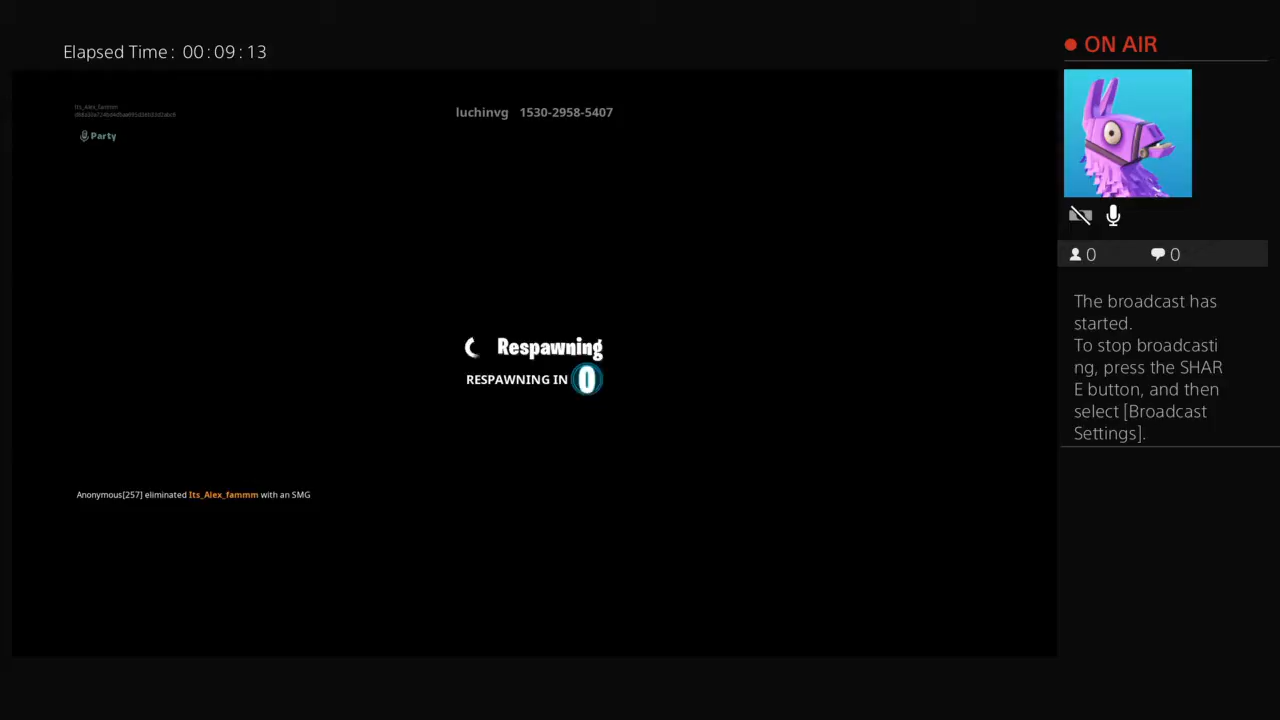 Elapsed Time: 00:09:13
ON AIR
Its_Alex_fammm
luchinvg 1530-2958-5407
Party
0 0
The broadcast has
started.
To stop broadcasti
ng, press the SHAR
E button, and then
select [Broadcast
Settings].
Respawning
RESPAWNING IN 0
Anonymous[257] eliminated Its_Alex_fammm with an SMG